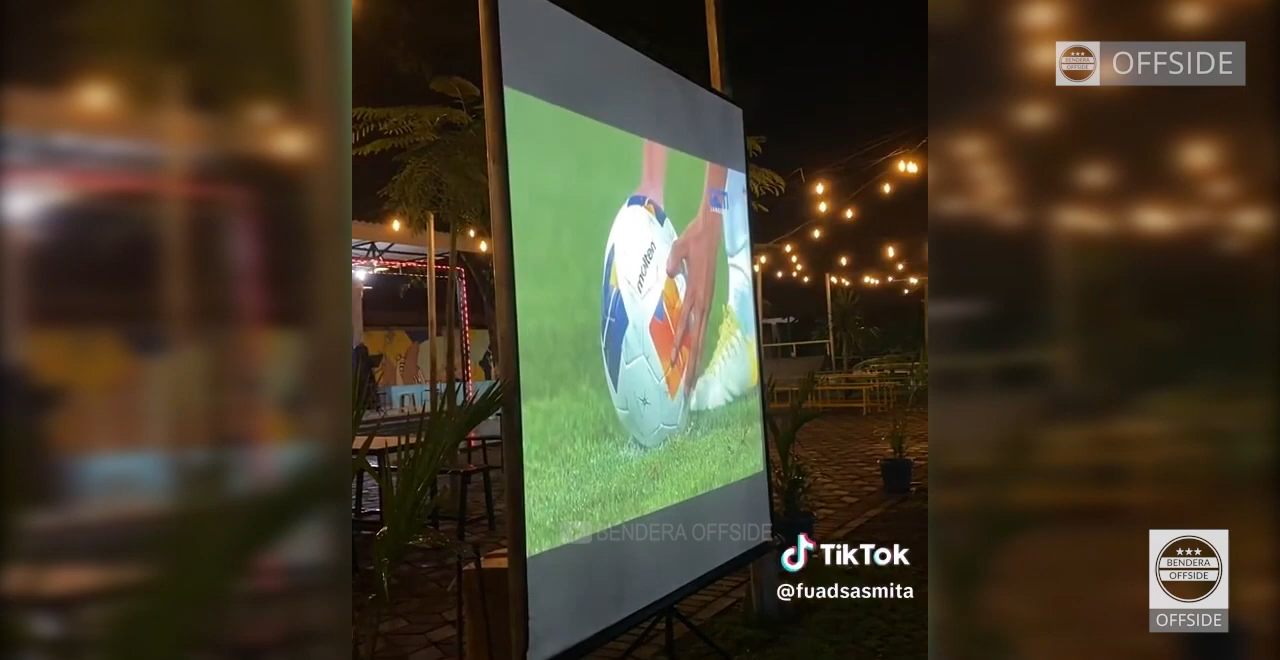 BENDERA
OFFSIDE
OFFSIDE
molten
BENDERA OFFSIDE
TikTok
@fuadsasmita
BENDERA
OFFSIDE
OFFSIDE